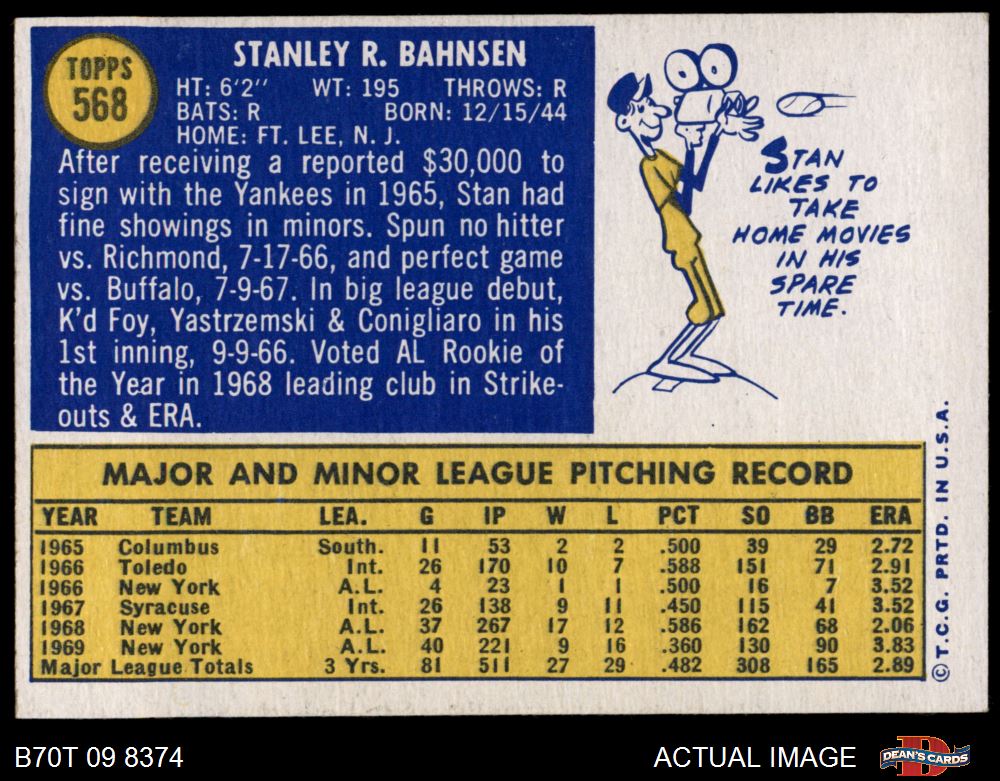 TOPPS
568
STANLEY R. BAHNSEN
HT: 6'2" WT: 195 THROWS: R
BATS: R BORN: 12/15/44
HOME: FT. LEE, N. J.
After receiving a reported $30,000 to
sign with the Yankees in 1965, Stan had
fine showings in minors. Spun no hitter
vs. Richmond, 7-17-66, and perfect game
vs. Buffalo, 7-9-67. In big league debut,
K'd Foy, Yastrzemski & Conigliaro in his
1st inning, 9-9-66. Voted AL Rookie of
the Year in 1968 leading club in Strike-
outs & ERA.
STAN
LIKES TO
TAKE
HOME MOVIES
IN HIS
SPARE
TIME.
MAJOR AND MINOR LEAGUE PITCHING RECORD
YEAR TEAM LEA. G IP W L PCT SO BB ERA
1965 Columbus South. 11 53 2 2 .500 39 29 2.72
1966 Toledo Int. 26 170 10 7 .588 151 71 2.91
1966 New York A.L. 4 23 1 1 .500 16 7 3.52
1967 Syracuse Int. 26 138 9 11 .450 115 41 3.52
1968 New York A.L. 37 267 17 12 .586 162 68 2.06
1969 New York A.L. 40 221 9 16 .360 130 90 3.83
Major League Totals 3 Yrs. 81 511 27 29 .482 308 165 2.89
© T.C.G. PRTD. IN U.S.A.
B70T 09 8374
ACTUAL IMAGE
DEAN'S CARDS